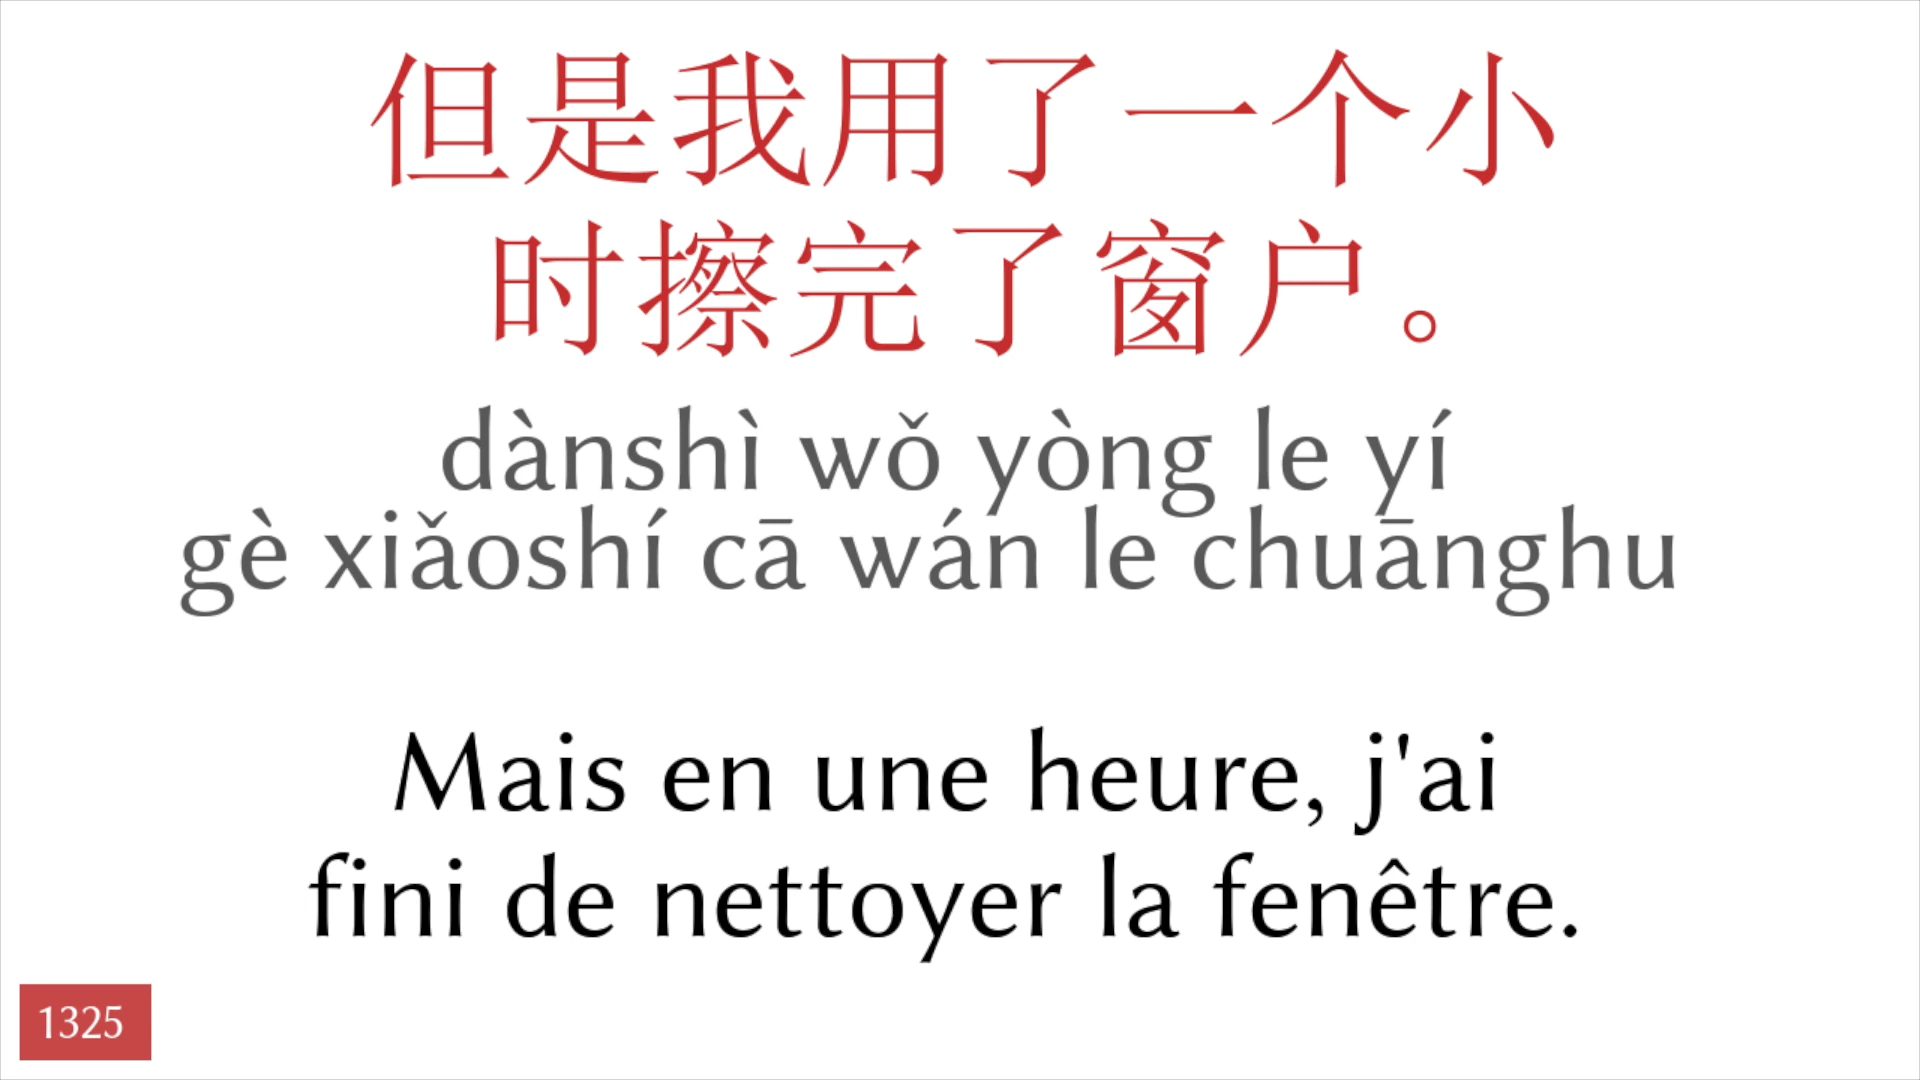 但是我用了一个小
时擦完了窗户。
dànshì wǒ yòng le yí
gè xiǎoshí cā wán le chuānghu
Mais en une heure, j'ai
fini de nettoyer la fenêtre.
1325